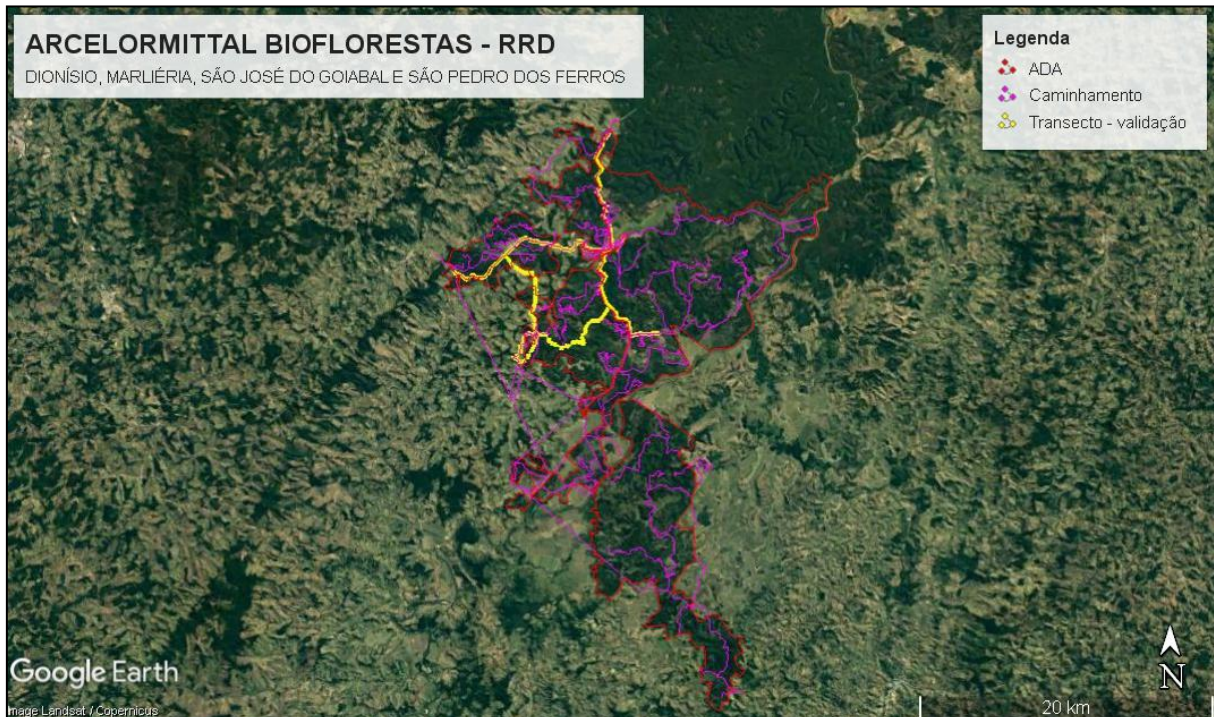 ARCELORMITTAL BIOFLORESTAS - RRD
DIONÍSIO, MARLIÉRIA, SÃO JOSÉ DO GOIABAL E SÃO PEDRO DOS FERROS
Legenda
ADA
Caminhamento
Transecto - validação
Google Earth
Image Landsat / Copernicus
N
20 km